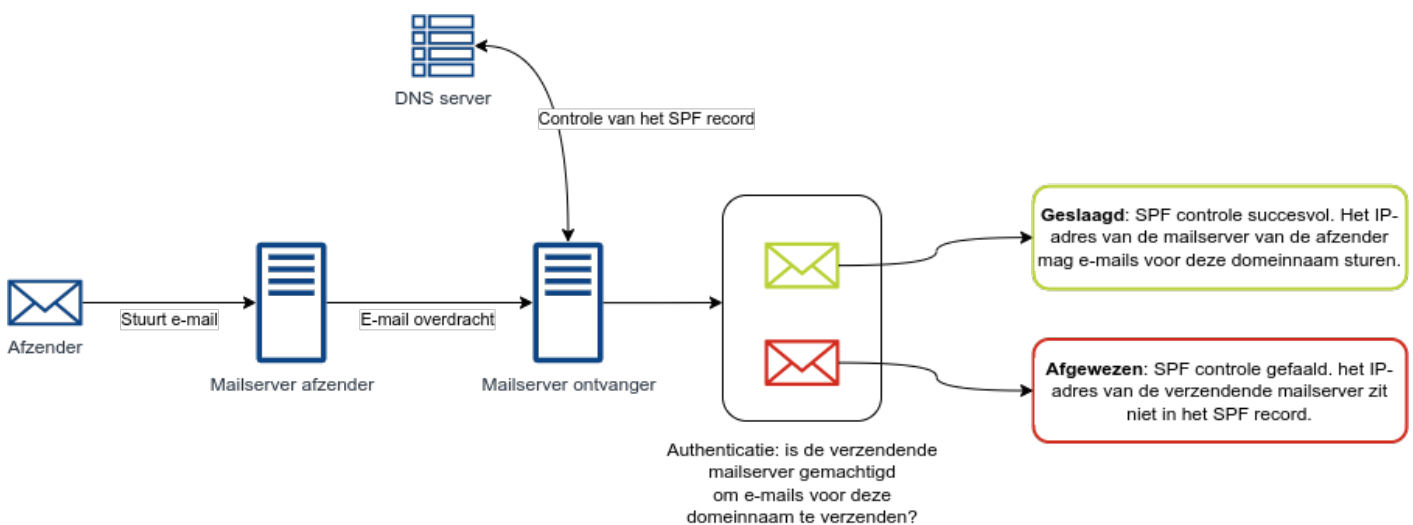 DNS server
Controle van het SPF record
Afzender
Stuurt e-mail
Mailserver afzender
E-mail overdracht
Mailserver ontvanger
Authenticatie: is de verzendende
mailserver gemachtigd
om e-mails voor deze
domeinnaam te verzenden?
Geslaagd: SPF controle succesvol. Het IP-
adres van de mailserver van de afzender
mag e-mails voor deze domeinnaam sturen.
Afgewezen: SPF controle gefaald. het IP-
adres van de verzendende mailserver zit
niet in het SPF record.